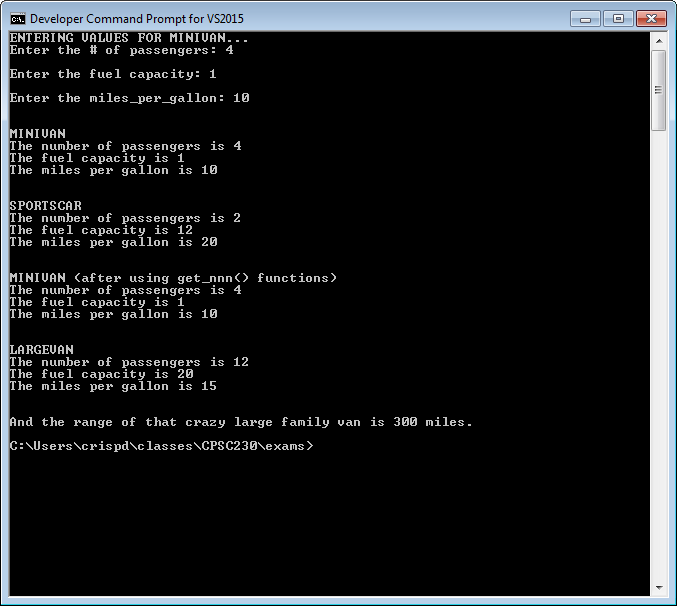 Developer Command Prompt for VS2015
ENTERING VALUES FOR MINIVAN...
Enter the # of passengers: 4
Enter the fuel capacity: 1
Enter the miles_per_gallon: 10
MINIVAN
The number of passengers is 4
The fuel capacity is 1
The miles per gallon is 10
SPORTSCAR
The number of passengers is 2
The fuel capacity is 12
The miles per gallon is 20
MINIVAN (after using get_nnn() functions)
The number of passengers is 4
The fuel capacity is 1
The miles per gallon is 10
LARGEVAN
The number of passengers is 12
The fuel capacity is 20
The miles per gallon is 15
And the range of that crazy large family van is 300 miles.
C:\Users\crispd\classes\CPSC230\exams>